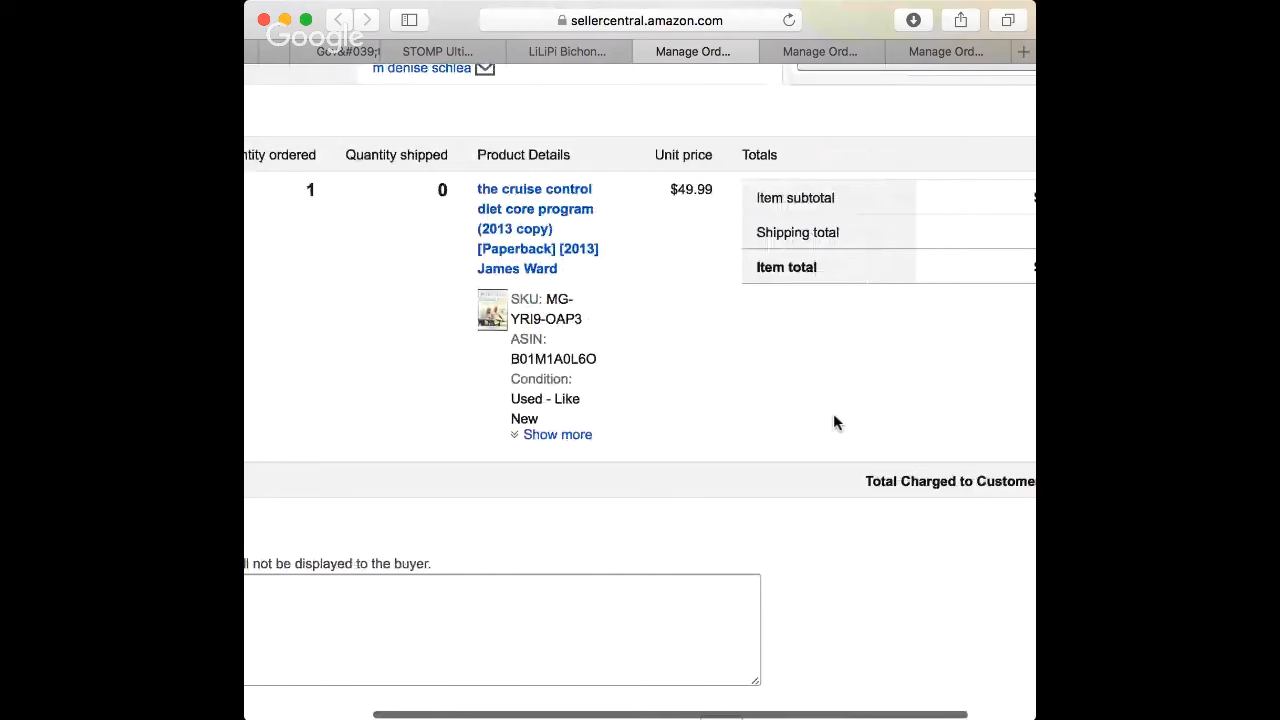 Google
sellercentral.amazon.com
STOMP Ulti...
LiLiPi Bichon...
Manage Ord...
Manage Ord...
Manage Ord...
m denise schlea
ntity ordered
Quantity shipped
Product Details
Unit price
Totals
1
0
the cruise control
diet core program
(2013 copy)
[Paperback] [2013]
James Ward
$49.99
Item subtotal
Shipping total
Item total
SKU: MG-
YRI9-OAP3
ASIN:
B01M1A0L6O
Condition:
Used - Like
New
Show more
Total Charged to Custome
ll not be displayed to the buyer.